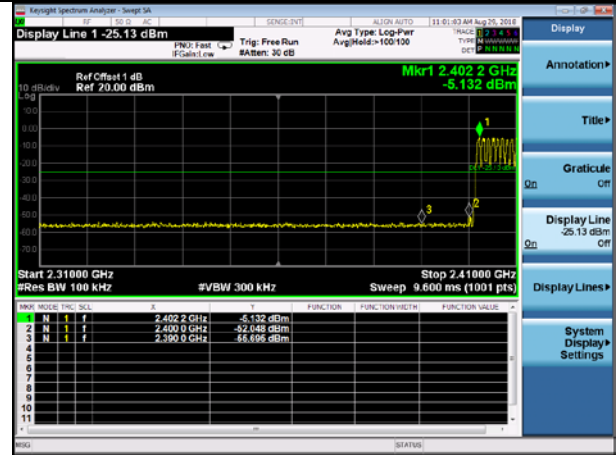 Keysight Spectrum Analyzer - Swept SA
RF 50 Ω AC SENSE:INT ALIGN AUTO 11:01:03 AM Aug 29, 2018
Display Line 1 -25.13 dBm
PNO: Fast
IFGain:Low
Trig: Free Run
#Atten: 30 dB
Avg Type: Log-Pwr
Avg|Hold:>100/100
TRACE 1 2 3 4 5 6
TYPE
DET P N N N N N
Display
Annotation
Title
Graticule
On Off
Display Line
-25.13 dBm
On Off
Display Lines
System
Display
Settings
Ref Offset 1 dB
Ref 20.00 dBm
10 dB/div
Log
Mkr1 2.402 2 GHz
-5.132 dBm
10.0
0.00
-10.0
-20.0
-30.0
-40.0
-50.0
-60.0
-70.0
1
2
3
Start 2.31000 GHz
#Res BW 100 kHz
#VBW 300 kHz
Stop 2.41000 GHz
Sweep 9.600 ms (1001 pts)
MKR MODE TRC SCL X Y FUNCTION FUNCTION WIDTH FUNCTION VALUE
1 N 1 f 2.402 2 GHz -5.132 dBm
2 N 1 f 2.400 0 GHz -52.048 dBm
3 N 1 f 2.390 0 GHz -55.695 dBm
4
5
6
7
8
9
10
11
MSG STATUS